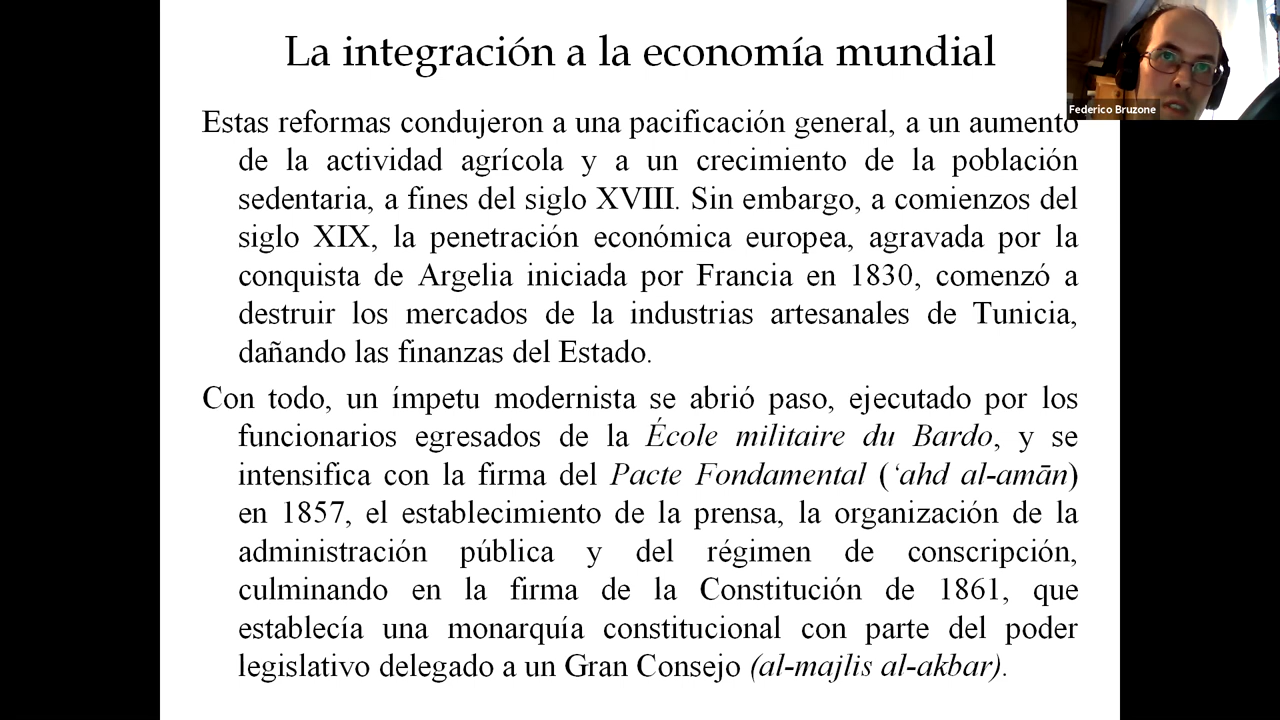 La integración a la economía mundial
Federico Bruzone
Estas reformas condujeron a una pacificación general, a un aumento
de la actividad agrícola y a un crecimiento de la población
sedentaria, a fines del siglo XVIII. Sin embargo, a comienzos del
siglo XIX, la penetración económica europea, agravada por la
conquista de Argelia iniciada por Francia en 1830, comenzó a
destruir los mercados de la industrias artesanales de Tunicia,
dañando las finanzas del Estado.
Con todo, un ímpetu modernista se abrió paso, ejecutado por los
funcionarios egresados de la École militaire du Bardo, y se
intensifica con la firma del Pacte Fondamental (‘ahd al-amān)
en 1857, el establecimiento de la prensa, la organización de la
administración pública y del régimen de conscripción,
culminando en la firma de la Constitución de 1861, que
establecía una monarquía constitucional con parte del poder
legislativo delegado a un Gran Consejo (al-majlis al-akbar).